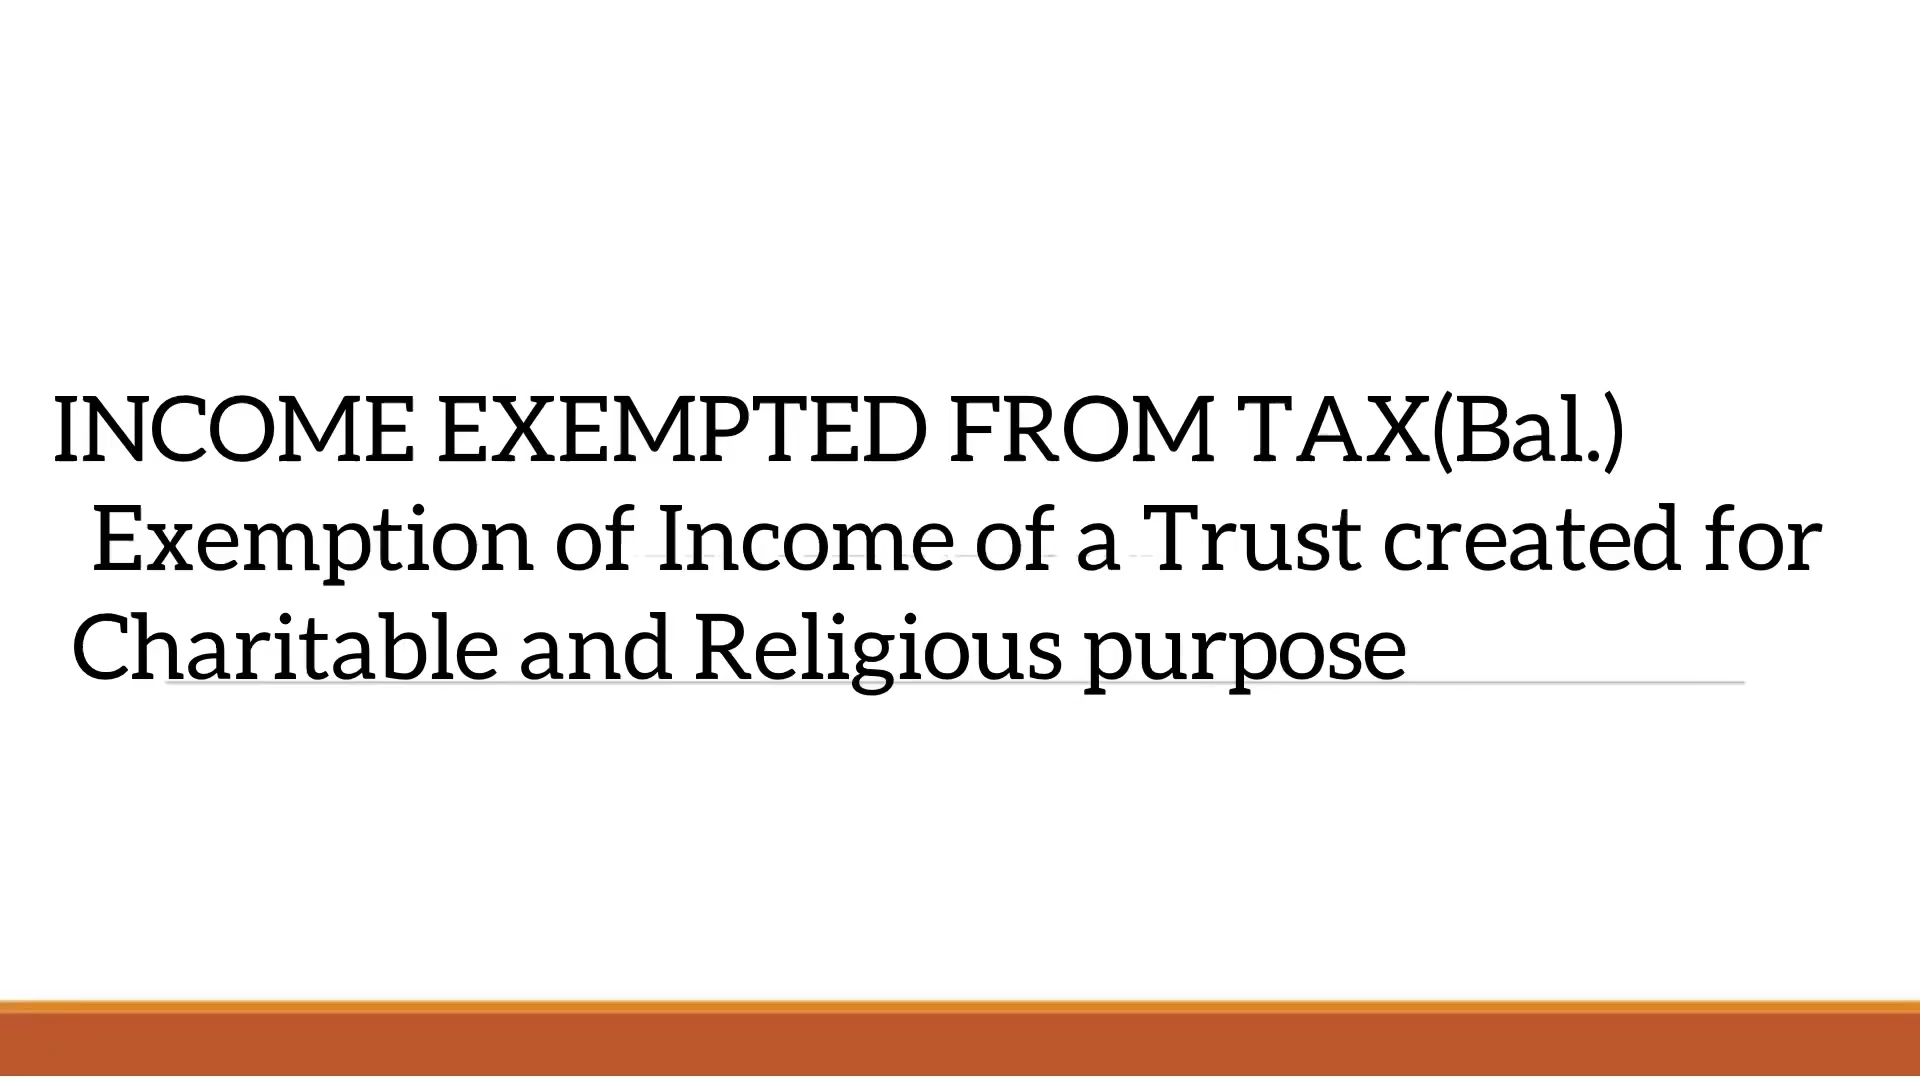 INCOME EXEMPTED FROM TAX(Bal.)
Exemption of Income of a Trust created for
Charitable and Religious purpose